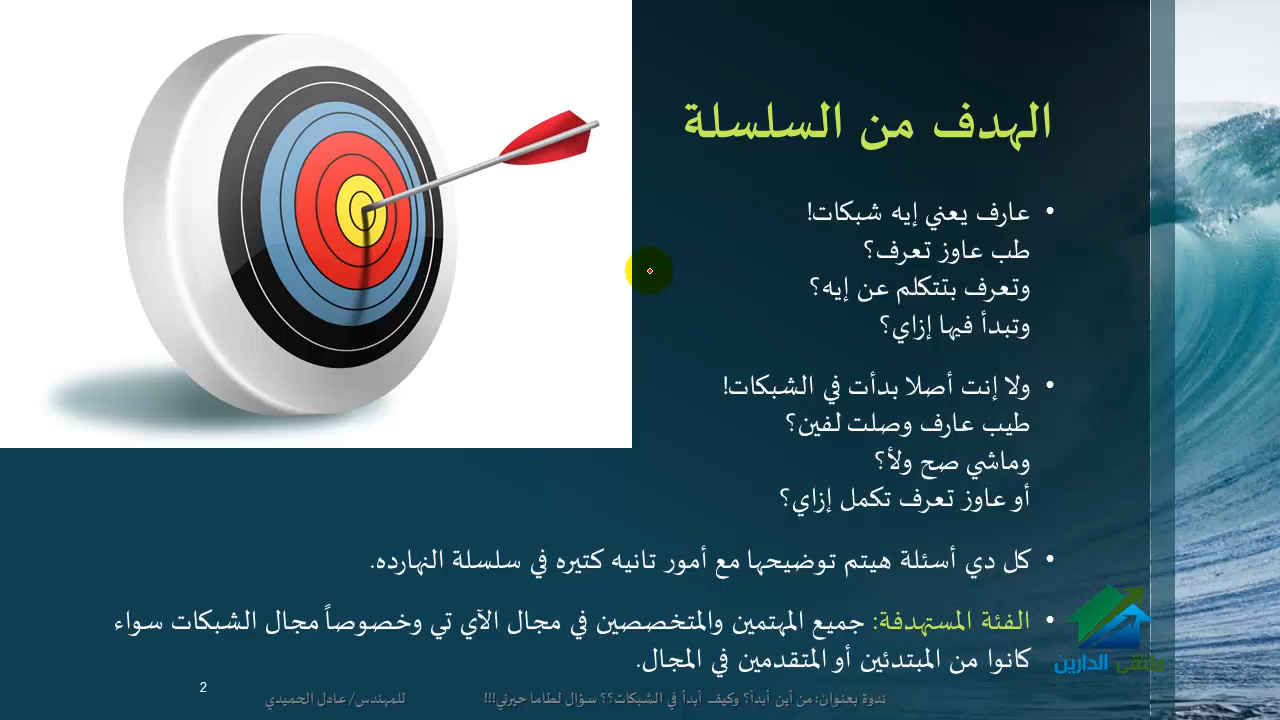 الهدف من السلسلة
• عارف يعني إيه شبكات!
طب عاوز تعرف؟
وتعرف بتتكلم عن إيه؟
وتبدأ فيها إزاي؟
• ولا إنت أصلا بدأت في الشبكات!
طيب عارف وصلت لفين؟
وماشي صح ولأ؟
أو عاوز تعرف تكمل إزاي؟
• كل دي أسئلة هيتم توضيحها مع أمور تانيه كتيره في سلسلة النهارده.
• الفئة المستهدفة: جميع المهتمين والمتخصصين في مجال الآي تي وخصوصاً مجال الشبكات سواء
كانوا من المبتدئين أو المتقدمين في المجال.
ملتقى الدارين
ندوة بعنوان: من أين أبدأ؟ وكيف أبدأ في الشبكات؟؟ سؤال لطاما حيرني!!! للمهندس/عادل الحميدي
2